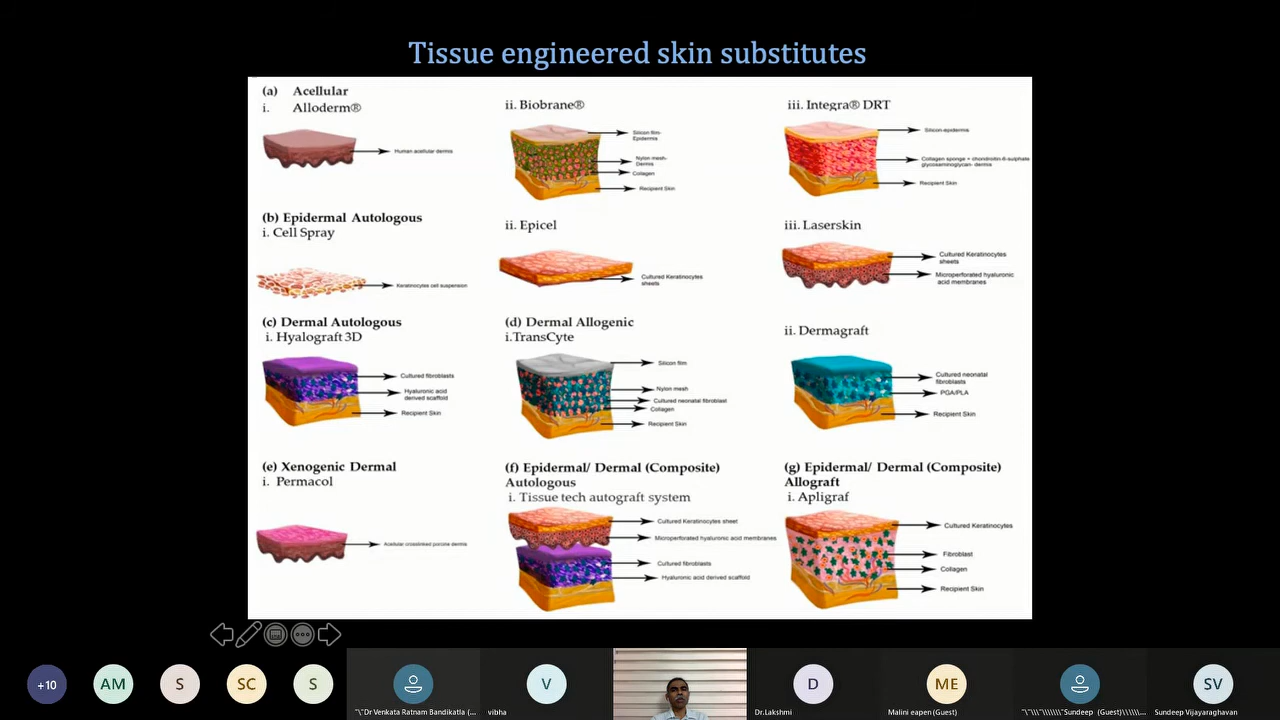 Tissue engineered skin substitutes
(a) Acellular
i. Alloderm®
Human acellular dermis
ii. Biobrane®
Silicon film-
Epidermis
Nylon mesh-
Dermis
Collagen
Recipient Skin
iii. Integra® DRT
Silicon-epidermis
Collagen sponge + chondroitin-6-sulphate
glycosaminoglycan- dermis
Recipient Skin
(b) Epidermal Autologous
i. Cell Spray
Keratinocytes cell suspension
ii. Epicel
Cultured Keratinocytes
sheets
iii. Laserskin
Cultured Keratinocytes
sheets
Microperforated hyaluronic
acid membranes
(c) Dermal Autologous
i. Hyalograft 3D
Cultured fibroblasts
Hyaluronic acid
derived scaffold
Recipient Skin
(d) Dermal Allogenic
i.TransCyte
Silicon film
Nylon mesh
Cultured neonatal fibroblast
Collagen
Recipient Skin
ii. Dermagraft
Cultured neonatal
fibroblasts
PGA/PLA
Recipient Skin
(e) Xenogenic Dermal
i. Permacol
Acellular crosslinked porcine dermis
(f) Epidermal/ Dermal (Composite)
Autologous
i. Tissue tech autograft system
Cultured Keratinocytes sheet
Microperforated hyaluronic acid membranes
Cultured fibroblasts
Hyaluronic acid derived scaffold
(g) Epidermal/ Dermal (Composite)
Allograft
i. Apligraf
Cultured Keratinocytes
Fibroblast
Collagen
Recipient Skin
+10
AM
S
SC
S
"\"Dr Venkata Ratnam Bandikatla (...
V
vibha
D
Dr.Lakshmi
ME
Malini eapen (Guest)
"\"\\\"\\\\\\\"Sundeep (Guest)\\\\\\...
SV
Sundeep Vijayaraghavan